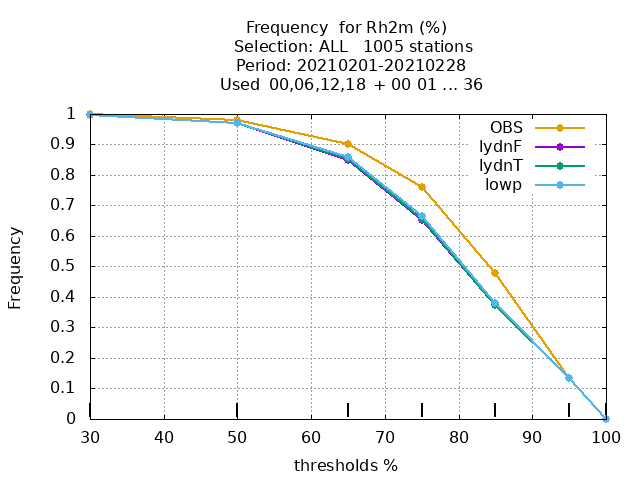 Frequency  for Rh2m (%)
Selection: ALL   1005 stations
Period: 20210201-20210228
Used  00,06,12,18  + 00 01 ... 36
1
0.9
0.8
0.7
0.6
0.5
0.4
0.3
0.2
0.1
0
Frequency
OBS
lydnF
lydnT
lowp
30 40 50 60 70 80 90 100
thresholds %